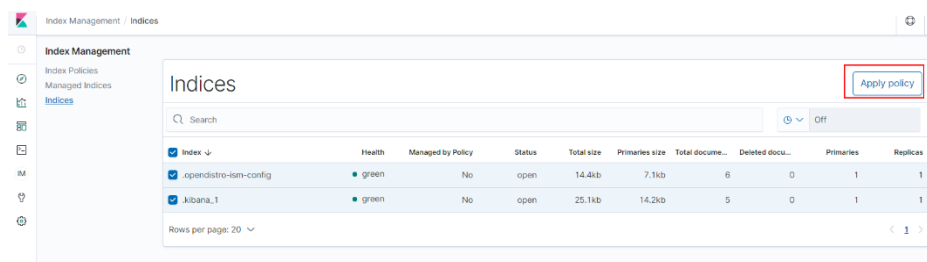 Index Management / Indices
Index Management
Index Policies
Managed Indices
Indices
Indices
Apply policy
Search
Off
Index Health Managed by Policy Status Total size Primaries size Total docume... Deleted docu... Primaries Replicas
.opendistro-ism-config green No open 14.4kb 7.1kb 6 0 1 1
.kibana_1 green No open 25.1kb 14.2kb 5 0 1 1
Rows per page: 20
1
IM